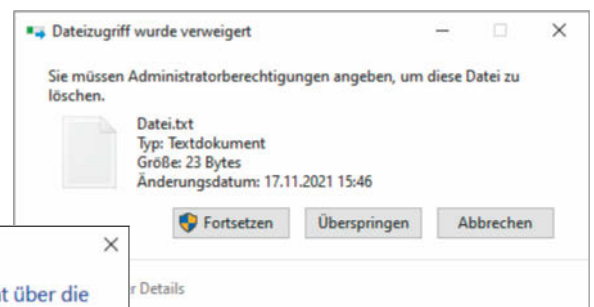 Dateizugriff wurde verweigert
Sie müssen Administratorberechtigungen angeben, um diese Datei zu
löschen.
Datei.txt
Typ: Textdokument
Größe: 23 Bytes
Änderungsdatum: 17.11.2021 15:46
Fortsetzen Überspringen Abbrechen
Details
über die